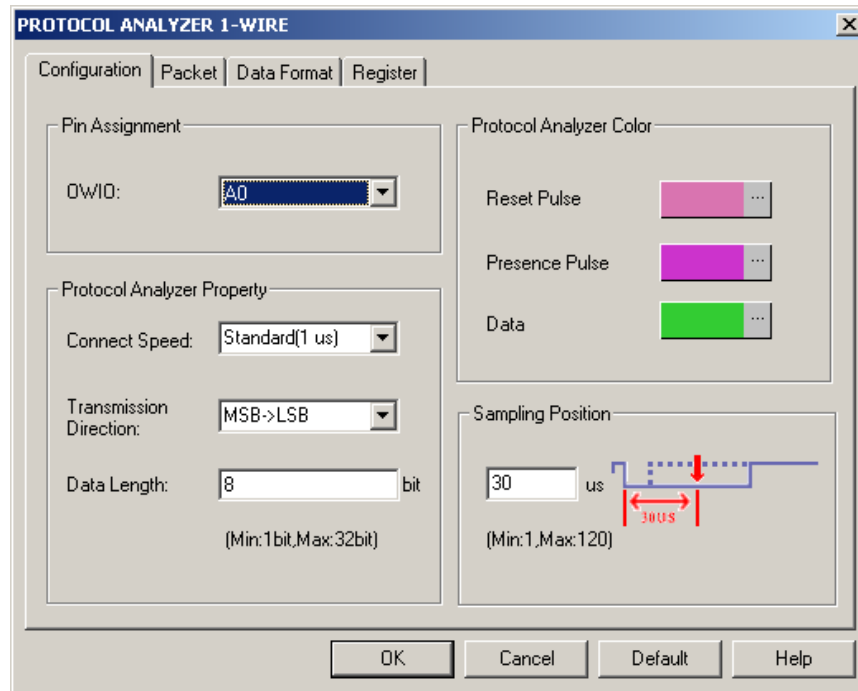 PROTOCOL ANALYZER 1-WIRE
Configuration Packet Data Format Register
Pin Assignment
OWIO: A0
Protocol Analyzer Property
Connect Speed: Standard(1 us)
Transmission
Direction: MSB->LSB
Data Length: 8 bit
(Min:1bit,Max:32bit)
Protocol Analyzer Color
Reset Pulse ...
Presence Pulse ...
Data ...
Sampling Position
30 us
30US
(Min:1,Max:120)
OK Cancel Default Help